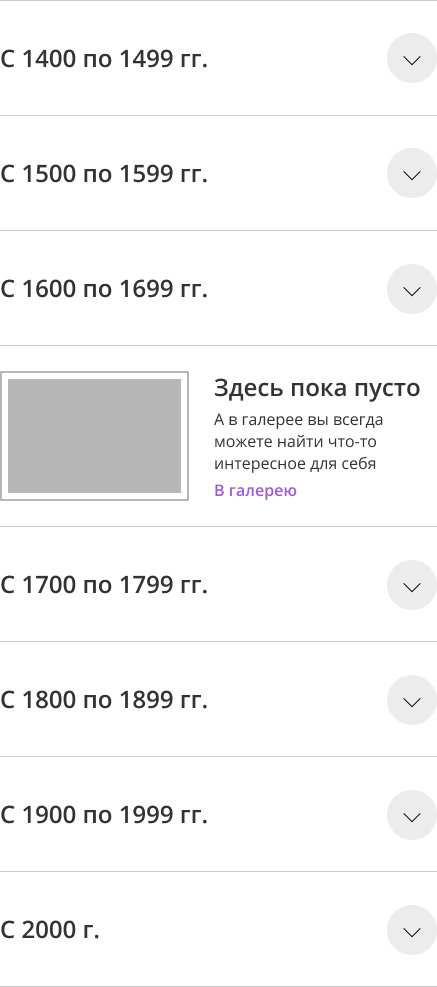 С 1400 по 1499 гг.
С 1500 по 1599 гг.
С 1600 по 1699 гг.
Здесь пока пусто
А в галерее вы всегда
можете найти что-то
интересное для себя
В галерею
С 1700 по 1799 гг.
С 1800 по 1899 гг.
С 1900 по 1999 гг.
С 2000 г.